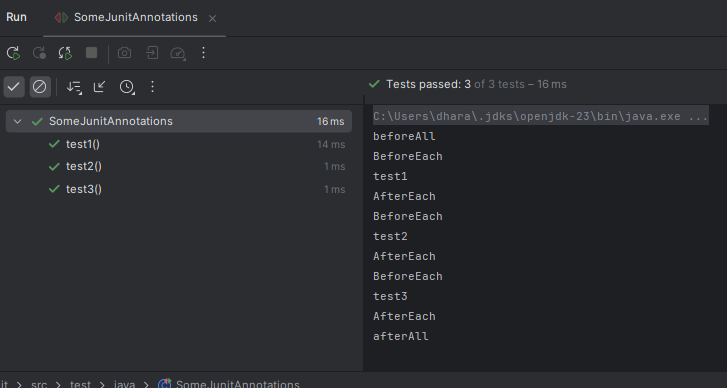 Run SomeJunitAnnotations
Tests passed: 3 of 3 tests – 16 ms
SomeJunitAnnotations 16 ms
test1() 14 ms
test2() 1 ms
test3() 1 ms
C:\Users\dhara\.jdks\openjdk-23\bin\java.exe ...
beforeAll
BeforeEach
test1
AfterEach
BeforeEach
test2
AfterEach
BeforeEach
test3
AfterEach
afterAll
it > src > test > java > SomeJunitAnnotations